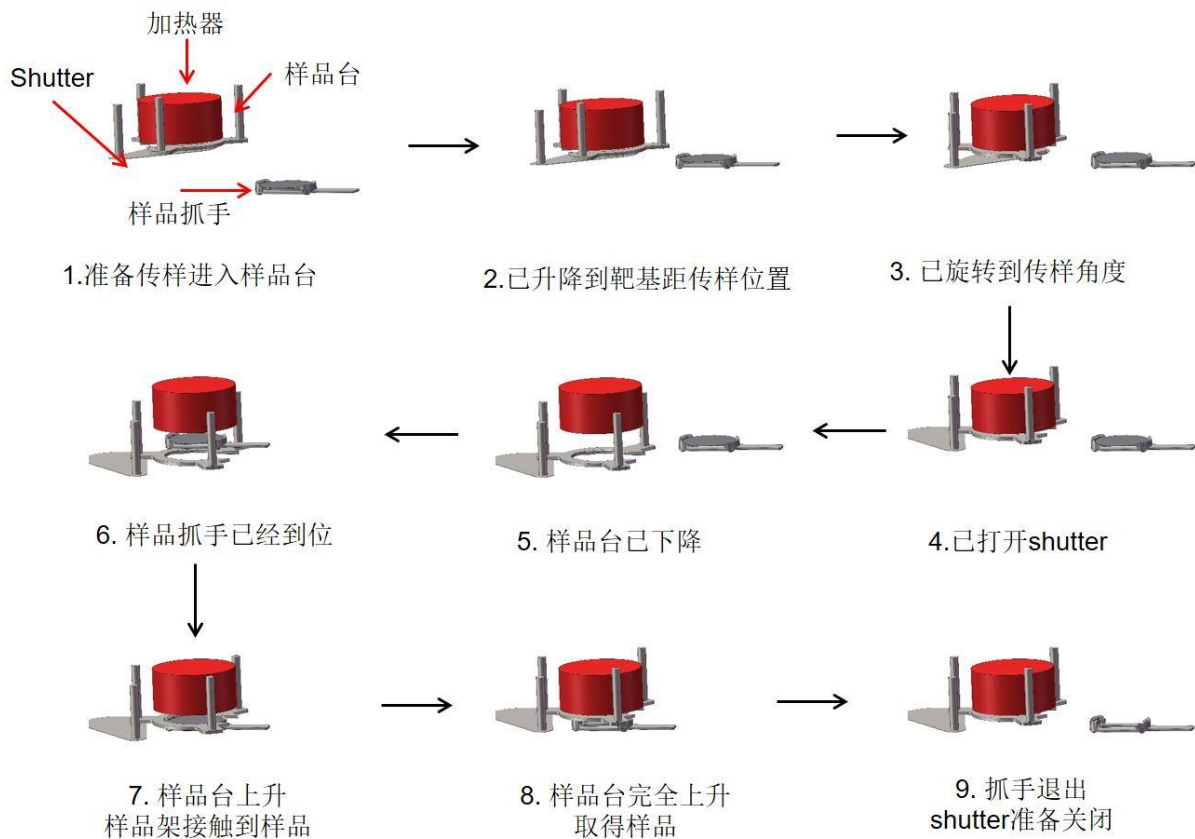 加热器
Shutter
样品台
样品抓手
1.准备传样进入样品台
2.已升降到靶基距传样位置
3. 已旋转到传样角度
4.已打开shutter
5. 样品台已下降
6. 样品抓手已经到位
7. 样品台上升
样品架接触到样品
8. 样品台完全上升
取得样品
9. 抓手退出
shutter准备关闭